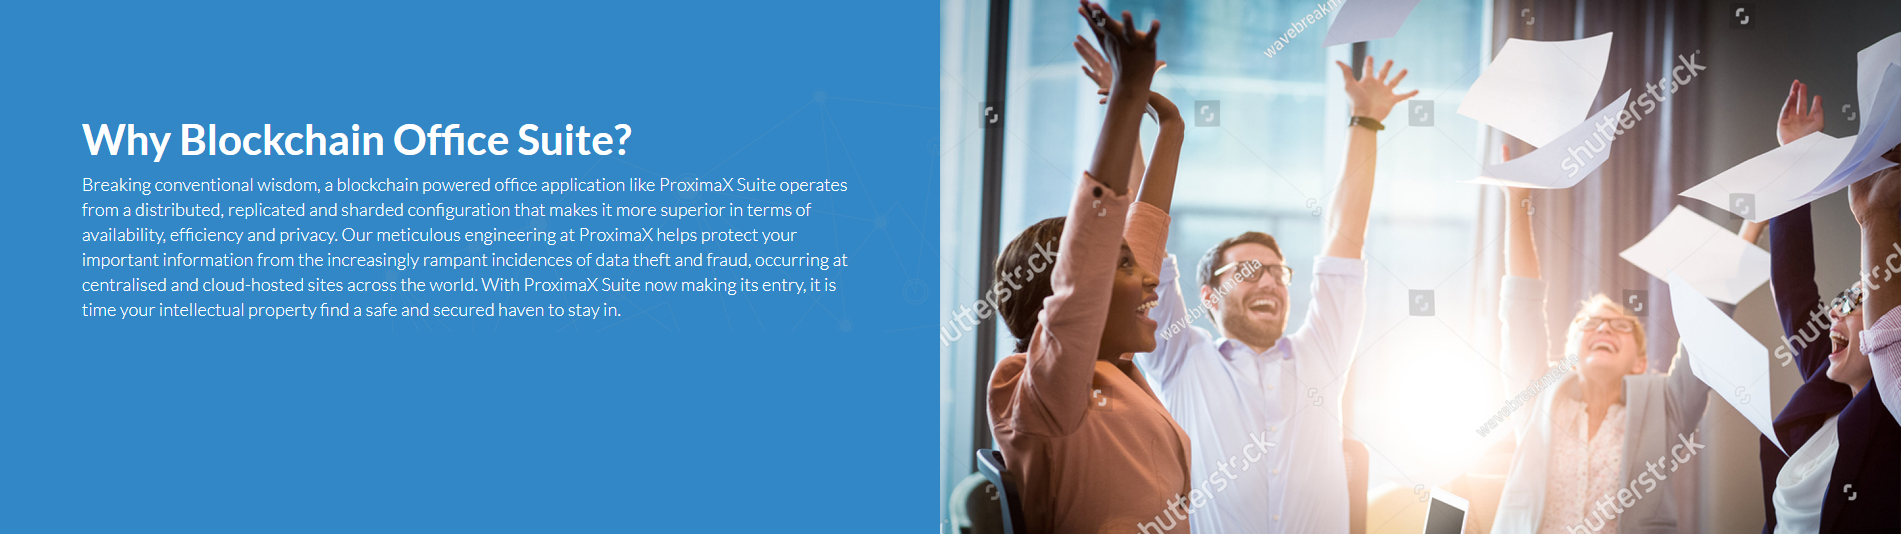 Why Blockchain Office Suite?
Breaking conventional wisdom, a blockchain powered office application like ProximaX Suite operates
from a distributed, replicated and sharded configuration that makes it more superior in terms of
availability, efficiency and privacy. Our meticulous engineering at ProximaX helps protect your
important information from the increasingly rampant incidences of data theft and fraud, occurring at
centralised and cloud-hosted sites across the world. With ProximaX Suite now making its entry, it is
time your intellectual property find a safe and secured haven to stay in.
wavebreakm
shutterstock
shutterstock
wavebreakmedia
shutterstock
wavebreakmedia
shutterstock
shutterstock